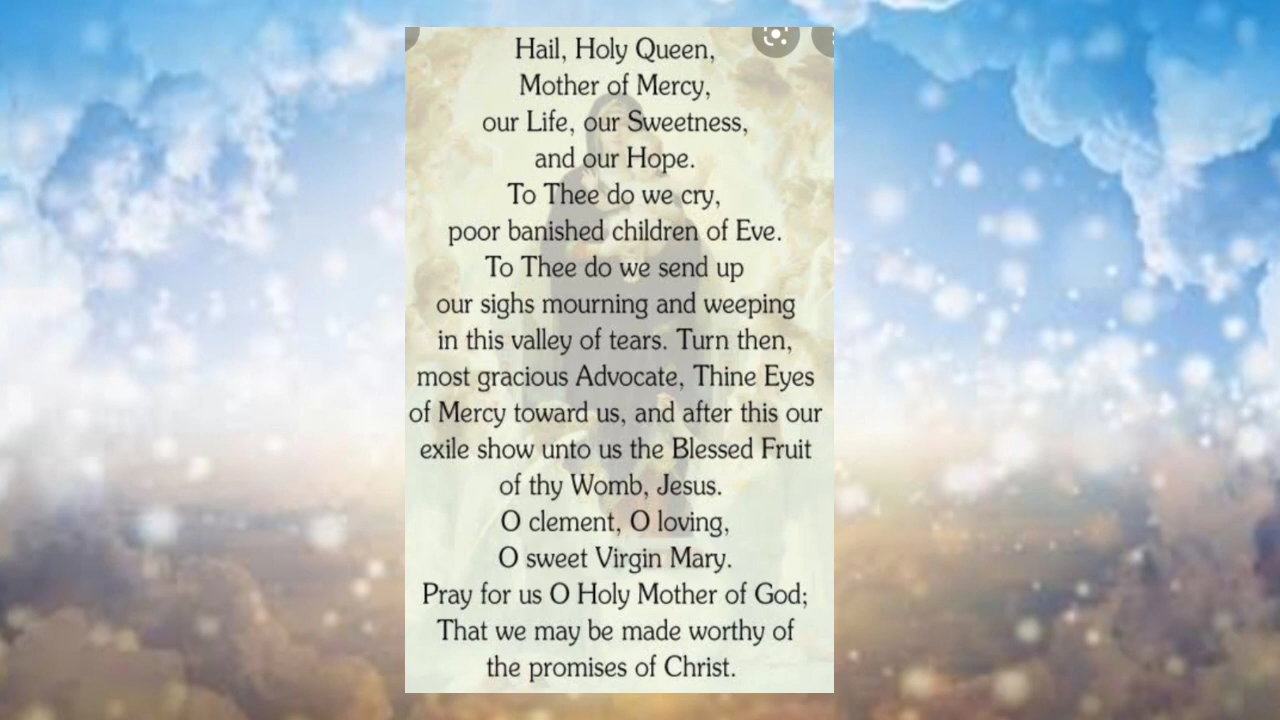 Hail, Holy Queen,
Mother of Mercy,
our Life, our Sweetness,
and our Hope.
To Thee do we cry,
poor banished children of Eve.
To Thee do we send up
our sighs mourning and weeping
in this valley of tears. Turn then,
most gracious Advocate, Thine Eyes
of Mercy toward us, and after this our
exile show unto us the Blessed Fruit
of thy Womb, Jesus.
O clement, O loving,
O sweet Virgin Mary.
Pray for us O Holy Mother of God;
That we may be made worthy of
the promises of Christ.